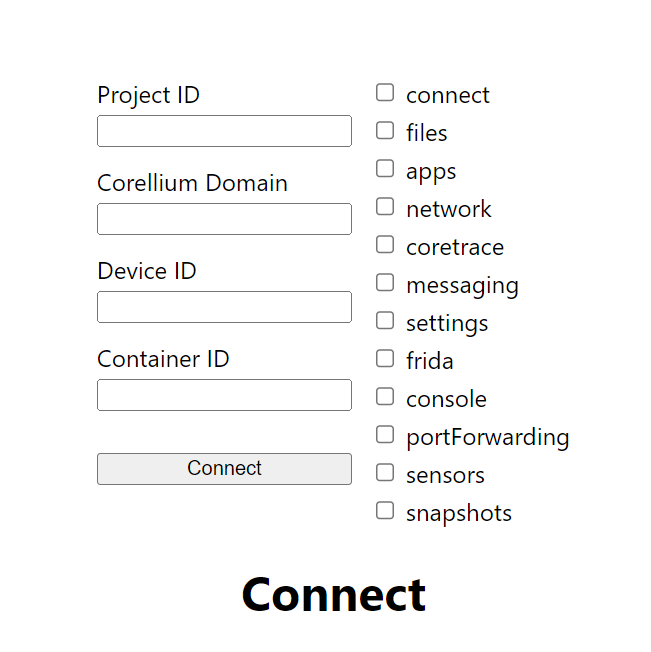 Project ID
Corellium Domain
Device ID
Container ID
Connect
connect
files
apps
network
coretrace
messaging
settings
frida
console
portForwarding
sensors
snapshots
Connect